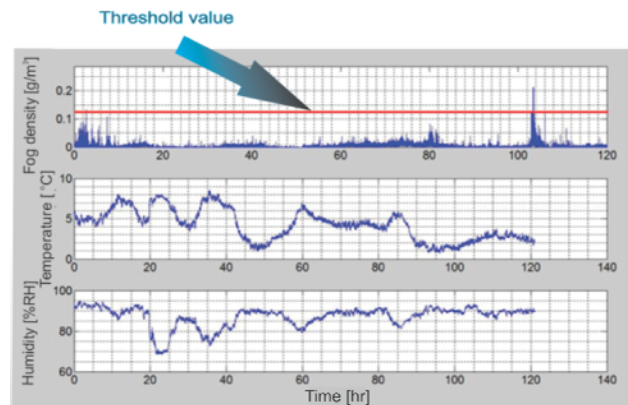 Threshold value
Fog density [g/m³]
0.2
0.1
0
0 20 40 60 80 100 120
Temperature [°C]
10
5
0
0 20 40 60 80 100 120 140
Humidity [%RH]
100
80
60
0 20 40 60 80 100 120 140
Time [hr]